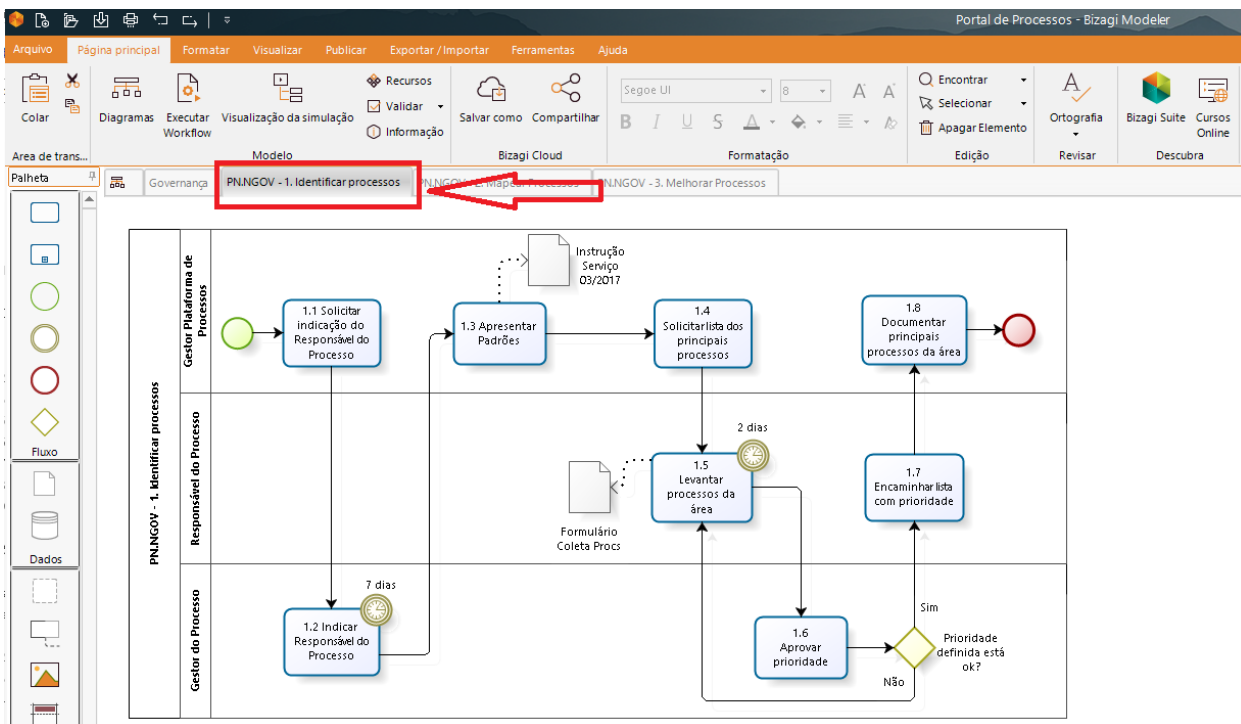 Portal de Processos - Bizagi Modeler
Arquivo Página principal Formatar Visualizar Publicar Exportar / Importar Ferramentas Ajuda
Colar
Area de trans...
Diagramas
Executar
Workflow
Visualização da simulação
Recursos
Validar
Informação
Modelo
Salvar como
Compartilhar
Bizagi Cloud
Segoe UI
8
A A
B I U S A
Formatação
Encontrar
Selecionar
Apagar Elemento
Edição
Ortografia
Revisar
Bizagi Suite
Cursos
Online
Descubra
Palheta
Governança
PN.NGOV - 1. Identificar processos
PN.NGOV - 3. Melhorar Processos
Fluxo
Dados
PN.NGOV - 1. Identificar processos
Gestor Plataforma de
Processos
1.1 Solicitar
indicação do
Responsável do
Processo
1.3 Apresentar
Padrões
Instrução
Serviço
03/2017
1.4
Solicitar lista dos
principais
processos
1.8
Documentar
principais
processos da área
Responsável do Processo
Formulário
Coleta Procs
2 dias
1.5
Levantar
processos da
área
1.7
Encaminhar lista
com prioridade
Gestor do Processo
7 dias
1.2 Indicar
Responsável do
Processo
1.6
Aprovar
prioridade
Sim
Prioridade
definida está
ok?
Não